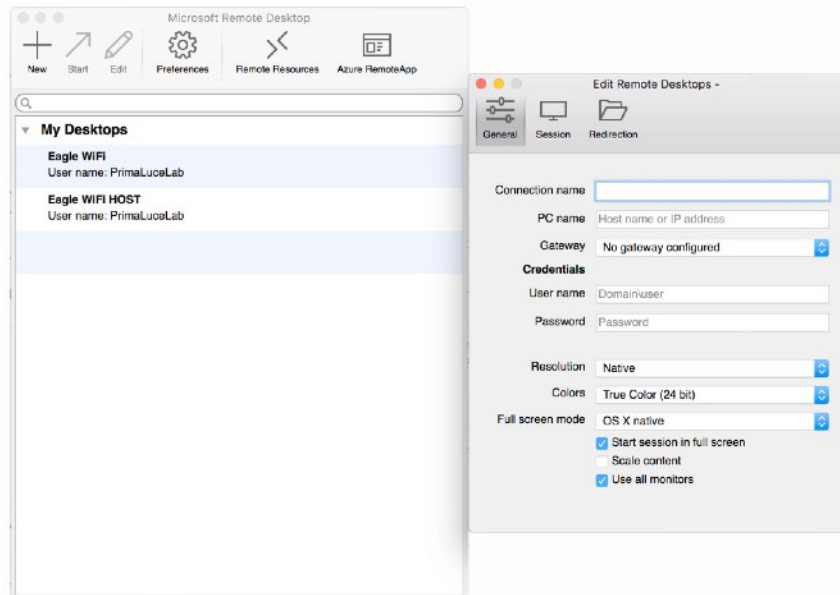 Microsoft Remote Desktop
New Start Edit Preferences Remote Resources Azure RemoteApp
My Desktops
Eagle WiFi
User name: PrimaLuceLab
Eagle WiFi HOST
User name: PrimaLuceLab
Edit Remote Desktops -
General Session Redirection
Connection name
PC name Host name or IP address
Gateway No gateway configured
Credentials
User name Domain\user
Password Password
Resolution Native
Colors True Color (24 bit)
Full screen mode OS X native
Start session in full screen
Scale content
Use all monitors